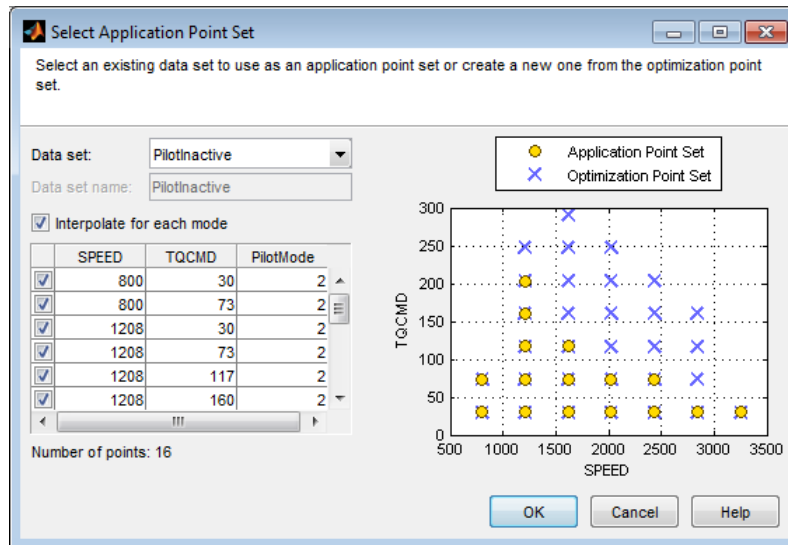 Select Application Point Set
Select an existing data set to use as an application point set or create a new one from the optimization point
set.
Data set: PilotInactive
Data set name: PilotInactive
Interpolate for each mode
SPEED TQCMD PilotMode
800 30 2
800 73 2
1208 30 2
1208 73 2
1208 117 2
1208 160 2
Number of points: 16
Application Point Set
Optimization Point Set
300
250
200
150
100
50
0
TQCMD
500 1000 1500 2000 2500 3000 3500
SPEED
OK Cancel Help